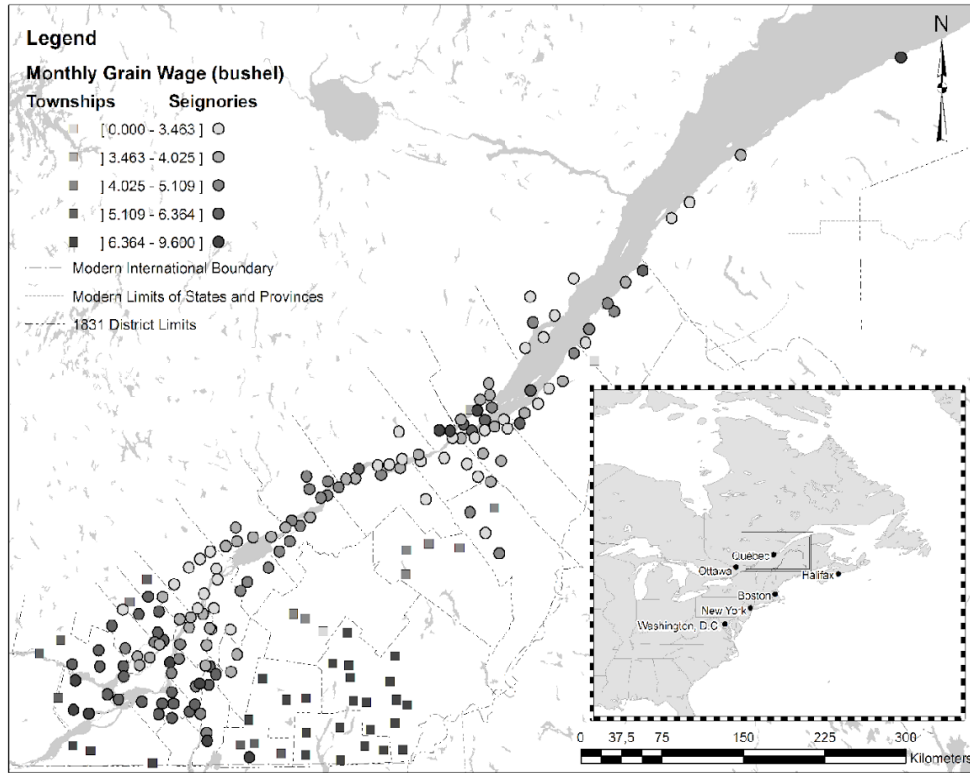 Legend
Monthly Grain Wage (bushel)
Townships Seignories
[ 0.000 - 3.463]
] 3.463 - 4.025 ]
] 4.025 - 5.109 ]
] 5.109 - 6.364 ]
] 6.364 - 9.600 ]
Modern International Boundary
Modern Limits of States and Provinces
1831 District Limits
N
Québec
Ottawa
Halifax
Boston
New York
Washington, D.C
0 37,5 75 150 225 300
Kilometers